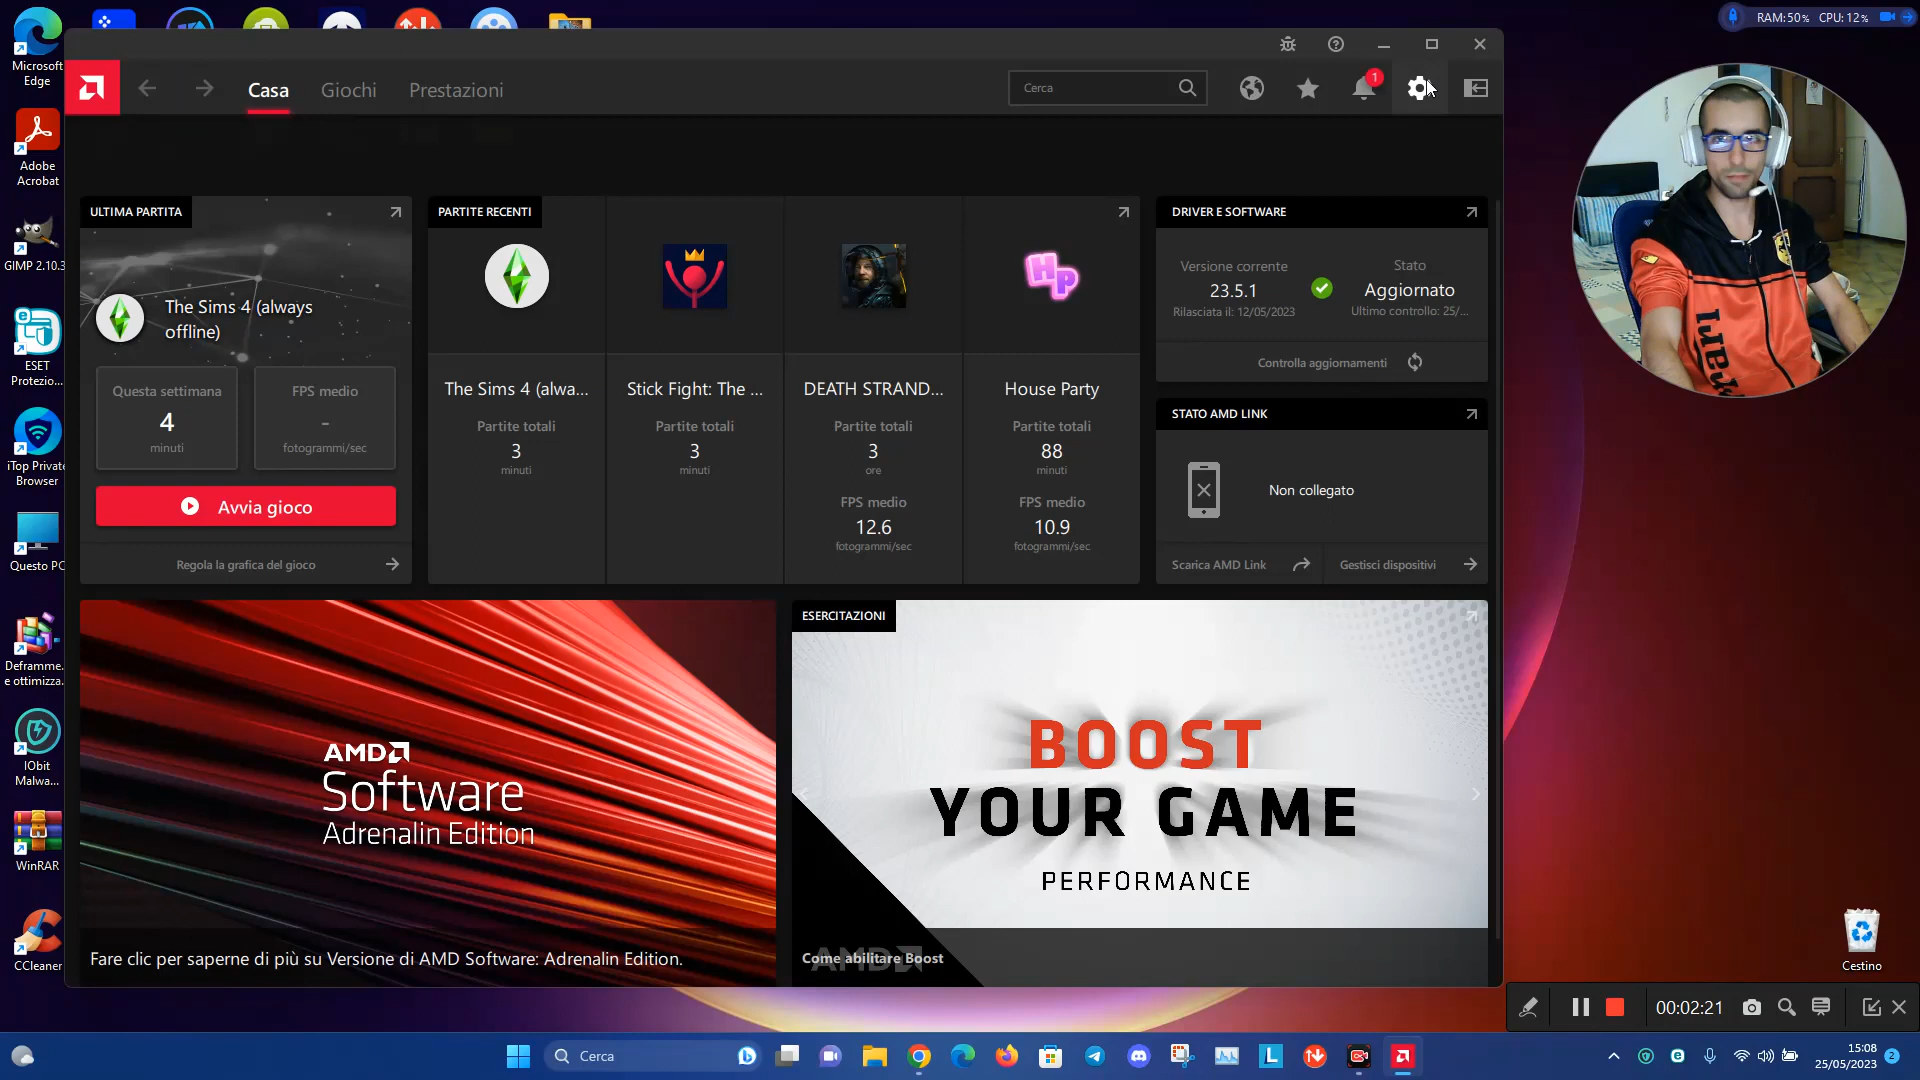 RAM:50% CPU: 12%
Microsoft
Edge
Adobe
Acrobat
GIMP 2.10.3
ESET
Protezio...
iTop Private
Browser
Questo PC
Deframme...
e ottimizza...
IObit
Malwa...
WinRAR
CCleaner
Casa
Giochi
Prestazioni
Cerca
1
ULTIMA PARTITA
The Sims 4 (always
offline)
Questa settimana
4
minuti
FPS medio
-
fotogrammi/sec
Avvia gioco
Regola la grafica del gioco
PARTITE RECENTI
The Sims 4 (alwa...
Partite totali
3
minuti
Stick Fight: The ...
Partite totali
3
minuti
DEATH STRAND...
Partite totali
3
ore
FPS medio
12.6
fotogrammi/sec
HP
House Party
Partite totali
88
minuti
FPS medio
10.9
fotogrammi/sec
DRIVER E SOFTWARE
Versione corrente
23.5.1
Rilasciata il: 12/05/2023
Stato
Aggiornato
Ultimo controllo: 25/...
Controlla aggiornamenti
STATO AMD LINK
Non collegato
Scarica AMD Link
Gestisci dispositivi
AMD
Software
Adrenalin Edition
Fare clic per saperne di più su Versione di AMD Software: Adrenalin Edition.
ESERCITAZIONI
BOOST
YOUR GAME
PERFORMANCE
AMD
Come abilitare Boost
Cestino
00:02:21
Cerca
15:08
25/05/2023
2